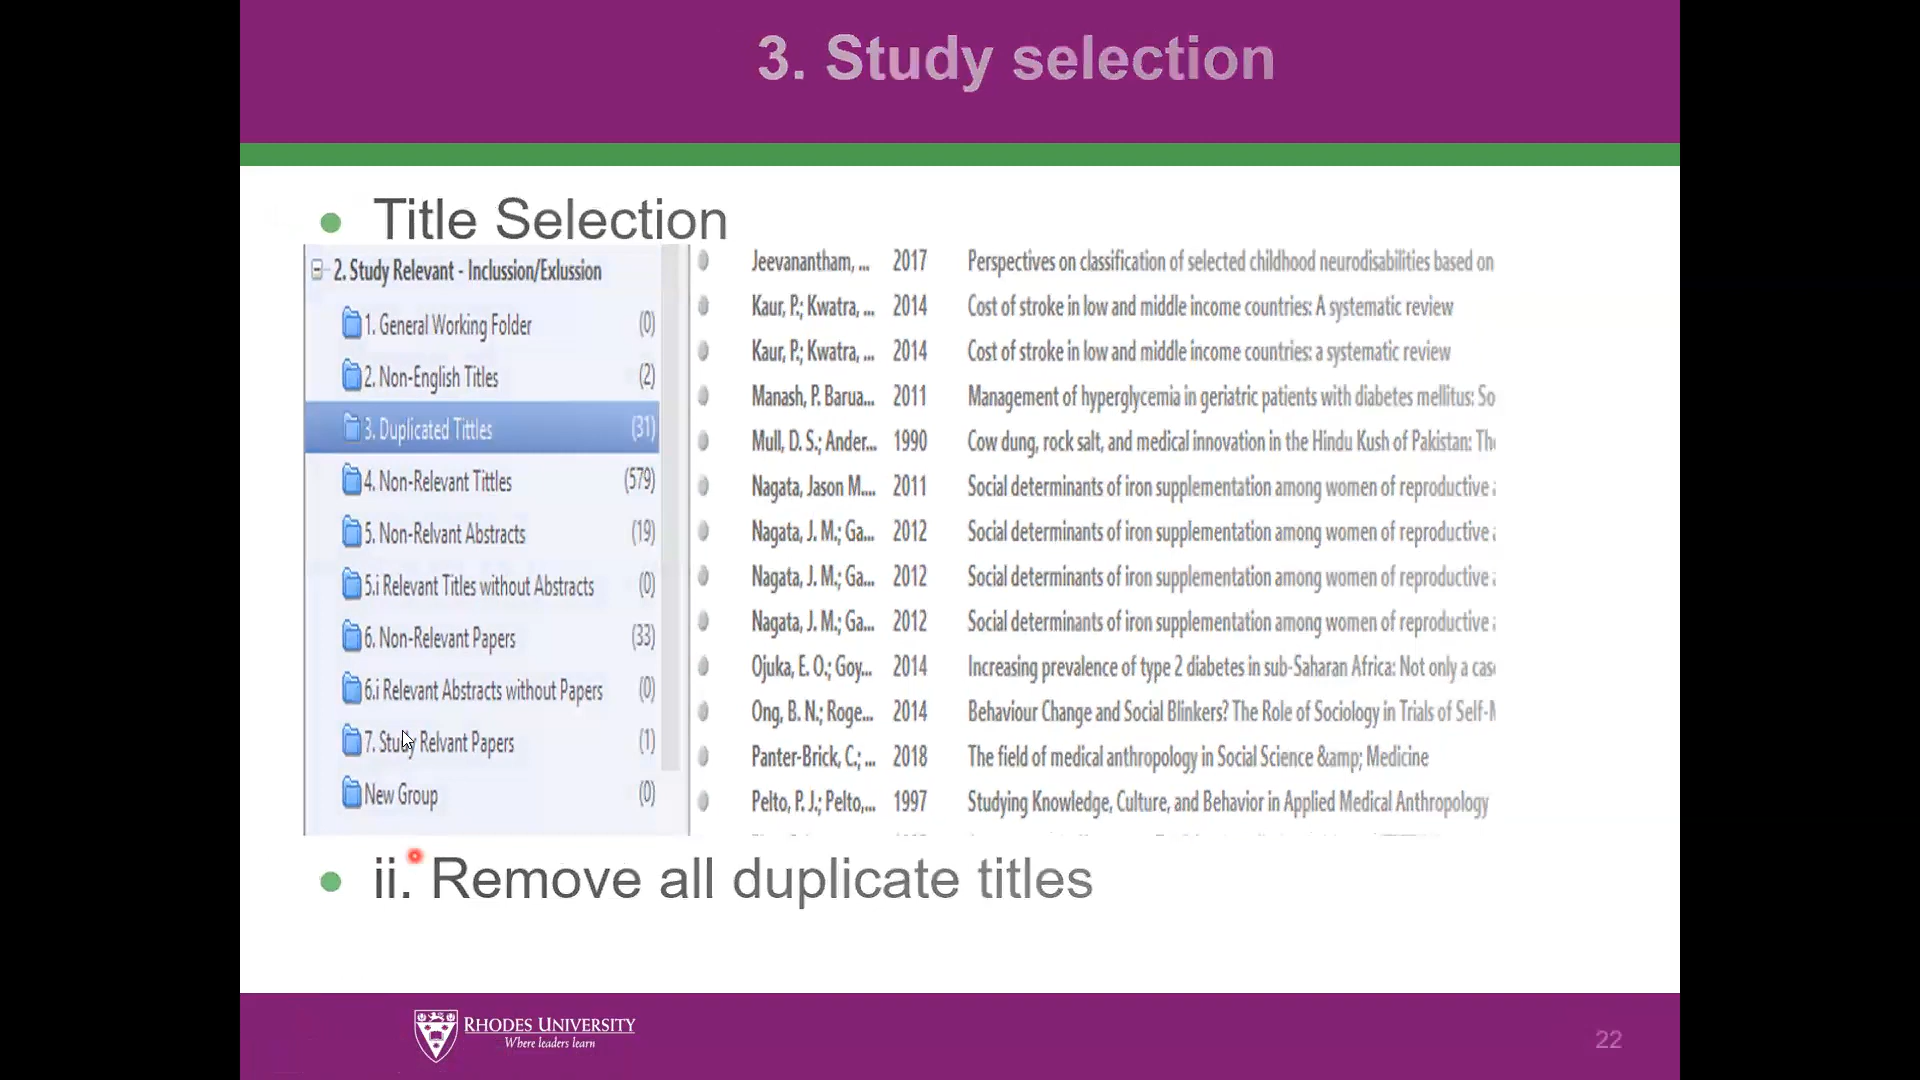 3. Study selection
Title Selection
2. Study Relevant - Inclusion/Exlussion
1. General Working Folder (0)
2. Non-English Titles (2)
3. Duplicated Tittles (31)
4. Non-Relevant Tittles (579)
5. Non-Relvant Abstracts (19)
5.i Relevant Titles without Abstracts (0)
6. Non-Relevant Papers (33)
6.i Relevant Abstracts without Papers (0)
7. Study Relvant Papers (1)
New Group (0)
Jeevanantham, ... 2017 Perspectives on classification of selected childhood neurodisabilities based on
Kaur, P.; Kwatra, ... 2014 Cost of stroke in low and middle income countries: A systematic review
Kaur, P.; Kwatra, ... 2014 Cost of stroke in low and middle income countries: a systematic review
Manash, P. Barua... 2011 Management of hyperglycemia in geriatric patients with diabetes mellitus: So
Mull, D. S.; Ander... 1990 Cow dung, rock salt, and medical innovation in the Hindu Kush of Pakistan: The
Nagata, Jason M.... 2011 Social determinants of iron supplementation among women of reproductive
Nagata, J. M.; Ga... 2012 Social determinants of iron supplementation among women of reproductive
Nagata, J. M.; Ga... 2012 Social determinants of iron supplementation among women of reproductive
Nagata, J. M.; Ga... 2012 Social determinants of iron supplementation among women of reproductive
Ojuka, E. O.; Goy... 2014 Increasing prevalence of type 2 diabetes in sub-Saharan Africa: Not only a case
Ong, B. N.; Roge... 2014 Behaviour Change and Social Blinkers? The Role of Sociology in Trials of Self-
Panter-Brick, C.; ... 2018 The field of medical anthropology in Social Science &amp; Medicine
Pelto, P. J.; Pelto,... 1997 Studying Knowledge, Culture, and Behavior in Applied Medical Anthropology
ii. Remove all duplicate titles
RHODES UNIVERSITY
Where leaders learn
22